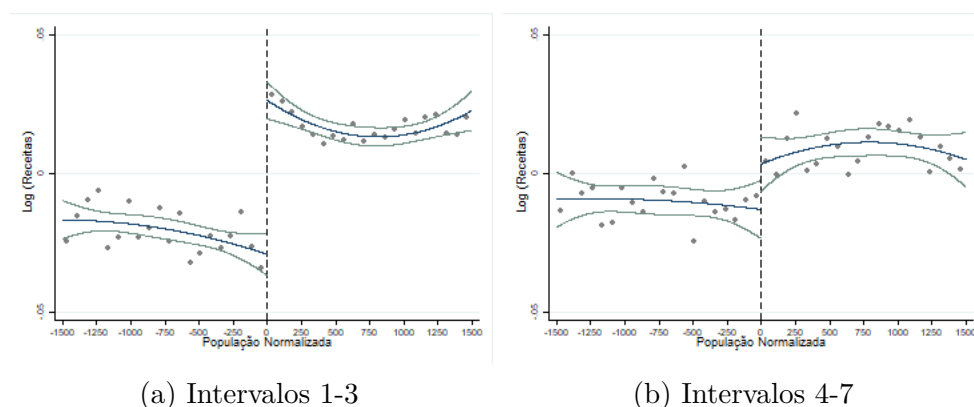 .05
0
-.05
Log (Receitas)
-1500 -1250 -1000 -750 -500 -250 0 250 500 750 1000 1250 1500
População Normalizada
(a) Intervalos 1-3
.05
0
-.05
Log (Receitas)
-1500 -1250 -1000 -750 -500 -250 0 250 500 750 1000 1250 1500
População Normalizada
(b) Intervalos 4-7